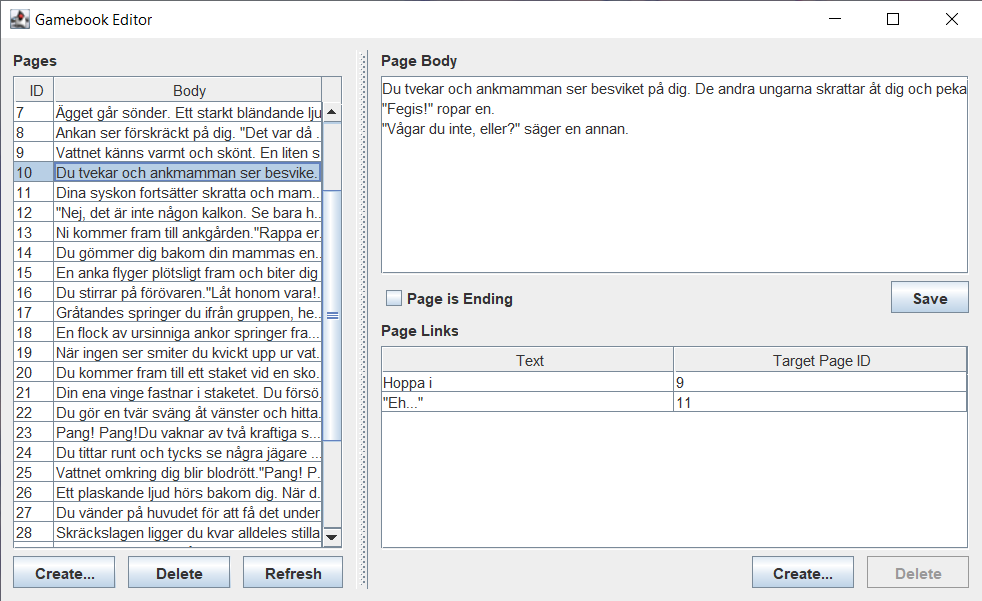 Gamebook Editor
Pages
ID Body
7 Ägget går sönder. Ett starkt bländande lju
8 Ankan ser förskräckt på dig. "Det var då ...
9 Vattnet känns varmt och skönt. En liten s
10 Du tvekar och ankmamman ser besvike...
11 Dina syskon fortsätter skratta och mam...
12 "Nej, det är inte någon kalkon. Se bara h...
13 Ni kommer fram till ankgården."Rappa er
14 Du gömmer dig bakom din mammas en...
15 En anka flyger plötsligt fram och biter dig
16 Du stirrar på förövaren."Låt honom vara!...
17 Gråtandes springer du ifrån gruppen, he...
18 En flock av ursinniga ankor springer fra...
19 När ingen ser smiter du kvickt upp ur vat...
20 Du kommer fram till ett staket vid en sko...
21 Din ena vinge fastnar i staketet. Du försö...
22 Du gör en tvär sväng åt vänster och hitta...
23 Pang! Pang!Du vaknar av två kraftiga s...
24 Du tittar runt och tycks se några jägare ...
25 Vattnet omkring dig blir blodrött."Pang! P...
26 Ett plaskande ljud hörs bakom dig. När d...
27 Du vänder på huvudet för att få det under
28 Skräckslagen ligger du kvar alldeles stilla
Create...
Delete
Refresh
Page Body
Du tvekar och ankmamman ser besviket på dig. De andra ungarna skrattar åt dig och peka
"Fegis!" ropar en.
"Vågar du inte, eller?" säger en annan.
Page is Ending
Save
Page Links
Text Target Page ID
Hoppa i 9
"Eh..." 11
Create...
Delete